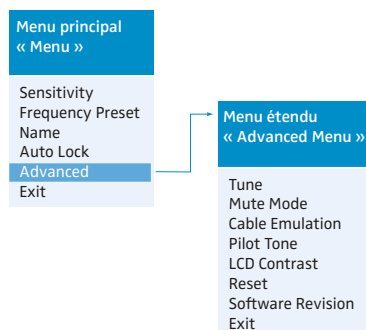 Menu principal
« Menu »
Sensitivity
Frequency Preset
Name
Auto Lock
Advanced
Exit
Menu étendu
« Advanced Menu »
Tune
Mute Mode
Cable Emulation
Pilot Tone
LCD Contrast
Reset
Software Revision
Exit